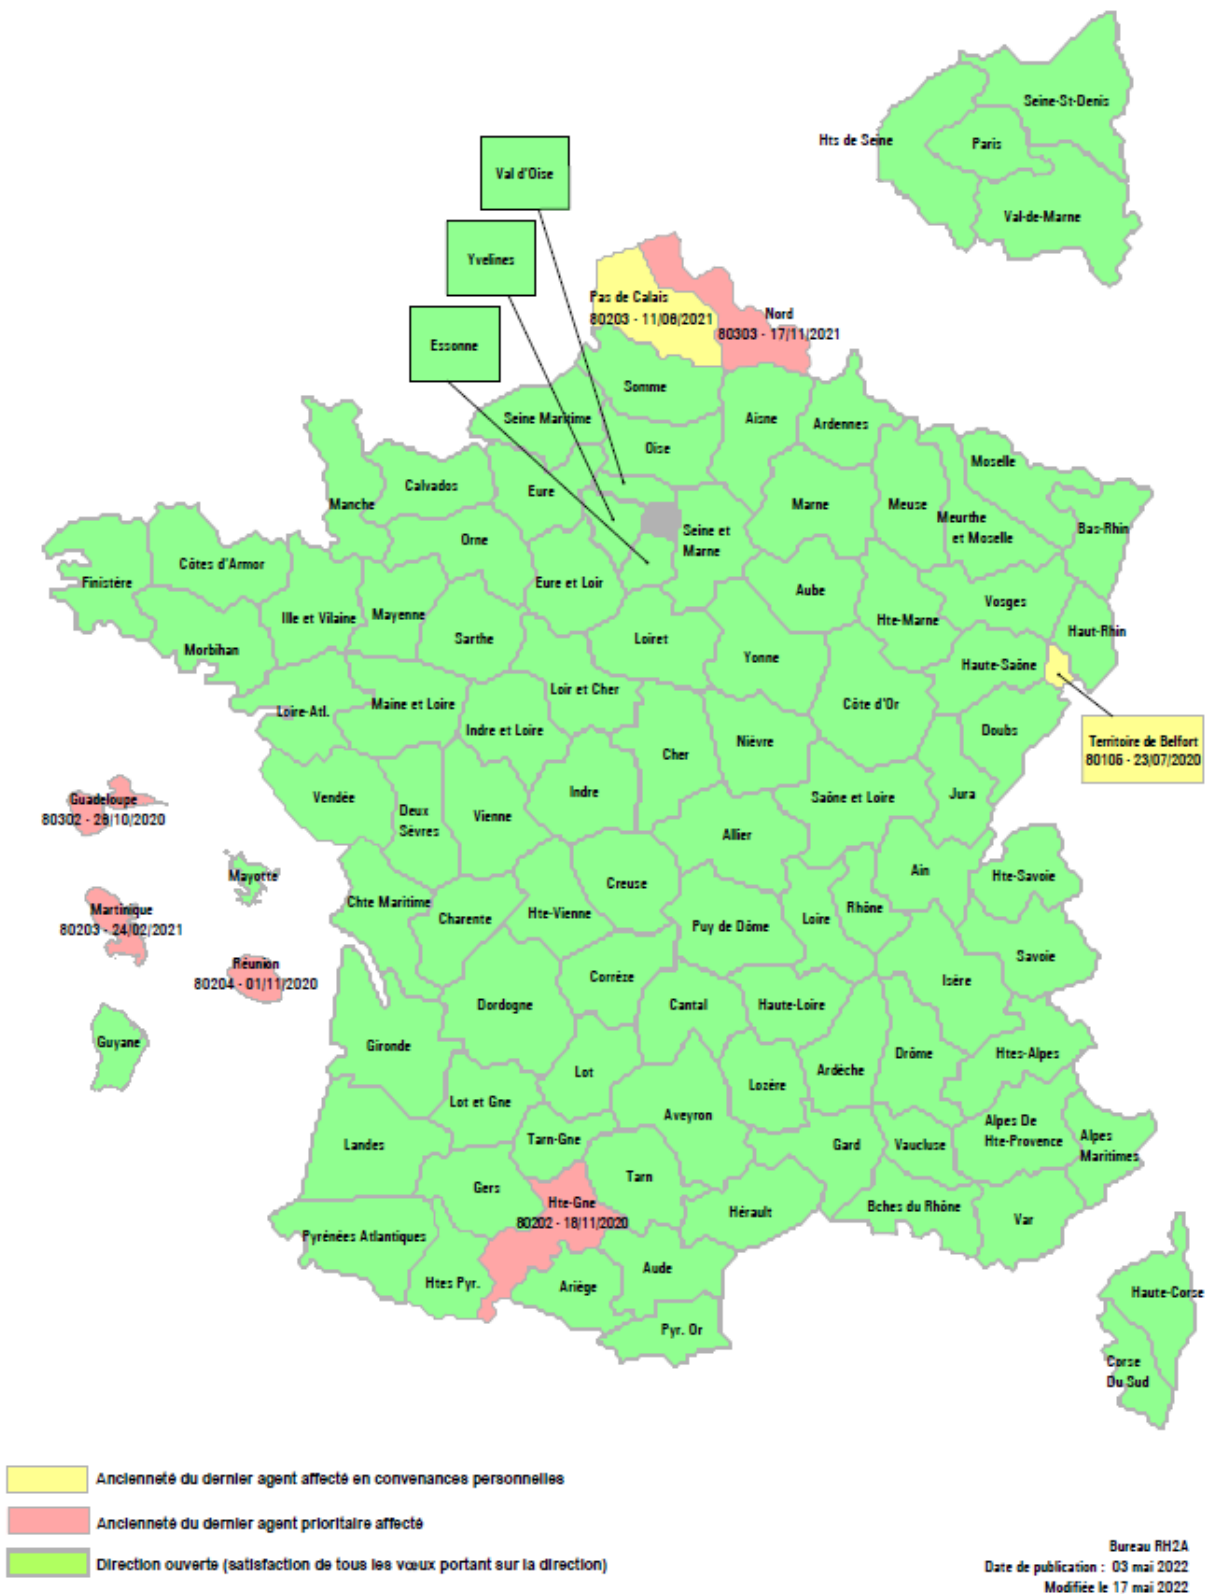 Seine-St-Denis
Hts de Seine
Paris
Val-de-Marne
Val d'Oise
Yvelines
Essonne
Pas de Calais
80203 - 11/06/2021
Nord
80303 - 17/11/2021
Somme
Seine Maritime
Aisne
Ardennes
Oise
Moselle
Calvados
Eure
Manche
Marne
Meuse
Meurthe
et Moselle
Bas-Rhin
Orne
Seine et
Marne
Côtes d'Armor
Finistère
Eure et Loir
Aube
Vosges
Ille et Vilaine
Mayenne
Hte-Marne
Haut-Rhin
Sarthe
Loiret
Morbihan
Yonne
Haute-Saône
Loir et Cher
Maine et Loire
Côte d'Or
Loire-Atl.
Indre et Loire
Doubs
Territoire de Belfort
80105 - 23/07/2020
Nièvre
Cher
Indre
Vendée
Saône et Loire
Jura
Guadeloupe
80302 - 28/10/2020
Deux
Sèvres
Vienne
Allier
Ain
Mayotte
Hte-Savoie
Creuse
Chte Maritime
Martinique
80203 - 24/02/2021
Charente
Hte-Vienne
Rhône
Loire
Puy de Dôme
Savoie
Réunion
80204 - 01/11/2020
Corrèze
Isère
Dordogne
Cantal
Haute-Loire
Guyane
Gironde
Drôme
Htes-Alpes
Lot
Ardèche
Lozère
Lot et Gne
Aveyron
Alpes De
Hte-Provence
Landes
Tarn-Gne
Gard
Vaucluse
Alpes
Maritimes
Gers
Tarn
Hte-Gne
80202 - 18/11/2020
Hérault
Bches du Rhône
Var
Pyrénées Atlantiques
Htes Pyr.
Ariège
Aude
Haute-Corse
Pyr. Or
Corse
Du Sud
Ancienneté du dernier agent affecté en convenances personnelles
Ancienneté du dernier agent prioritaire affecté
Direction ouverte (satisfaction de tous les vœux portant sur la direction)
Bureau RH2A
Date de publication : 03 mai 2022
Modifiée le 17 mai 2022